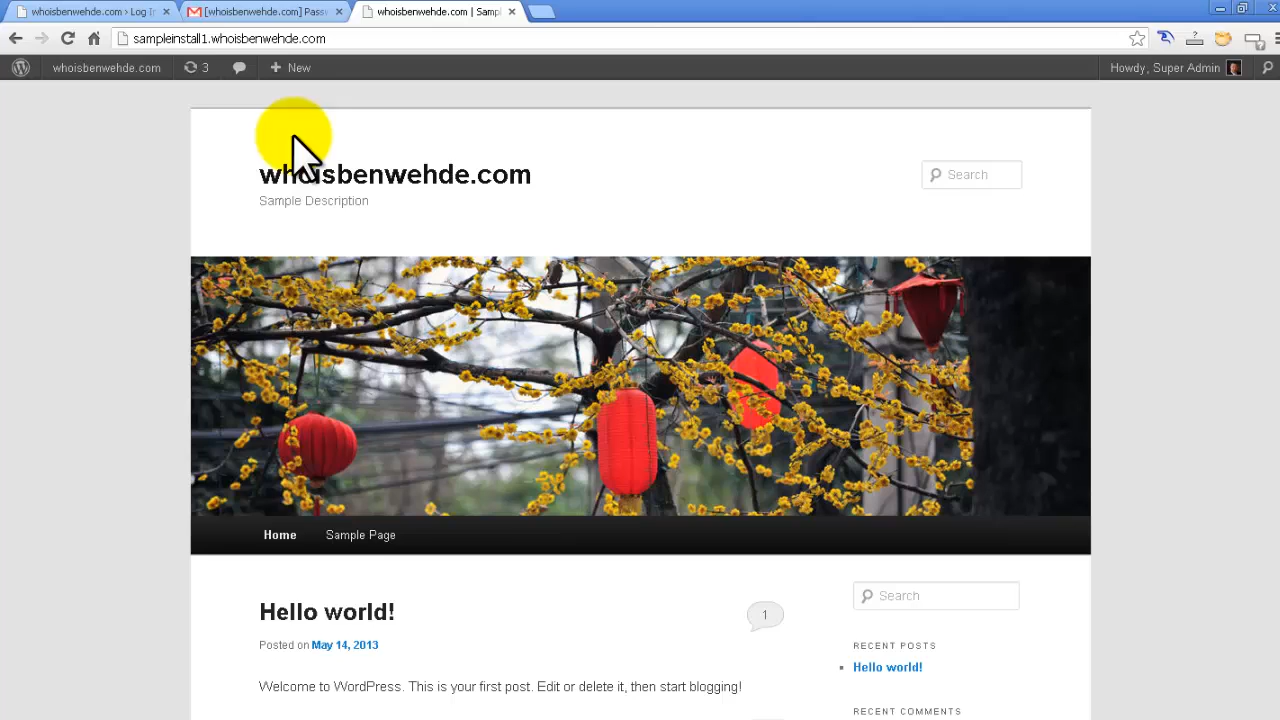 whoisbenwehde.com › Log I
[whoisbenwehde.com] Pass
whoisbenwehde.com | Sampl
sampleinstall1.whoisbenwehde.com
whoisbenwehde.com 3 New Howdy, Super Admin
whoisbenwehde.com
Search
Sample Description
Home Sample Page
Hello world!
1
Search
Posted on May 14, 2013
RECENT POSTS
Hello world!
Welcome to WordPress. This is your first post. Edit or delete it, then start blogging!
RECENT COMMENTS